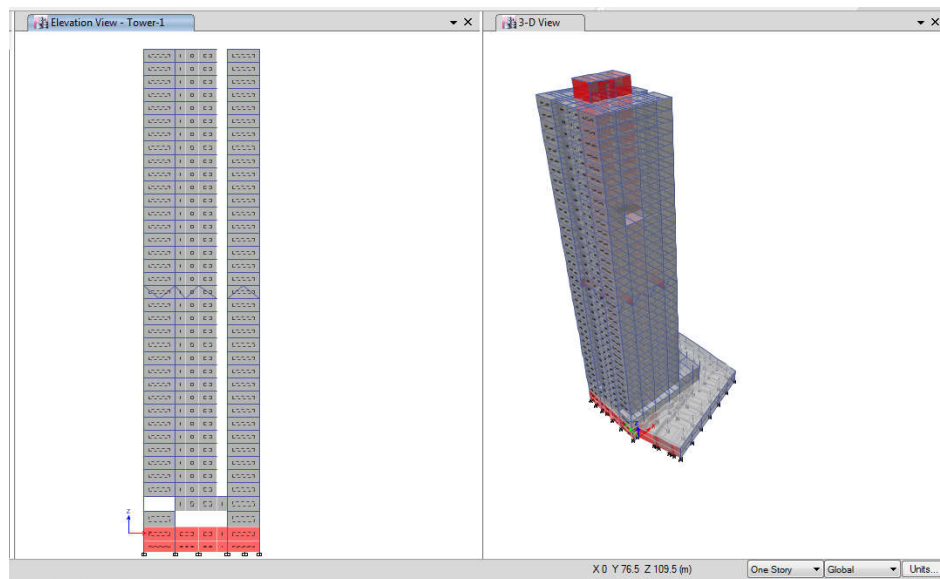 Elevation View - Tower-1
3-D View
Z
X 0 Y 76.5 Z 109.5 (m)
One Story
Global
Units...